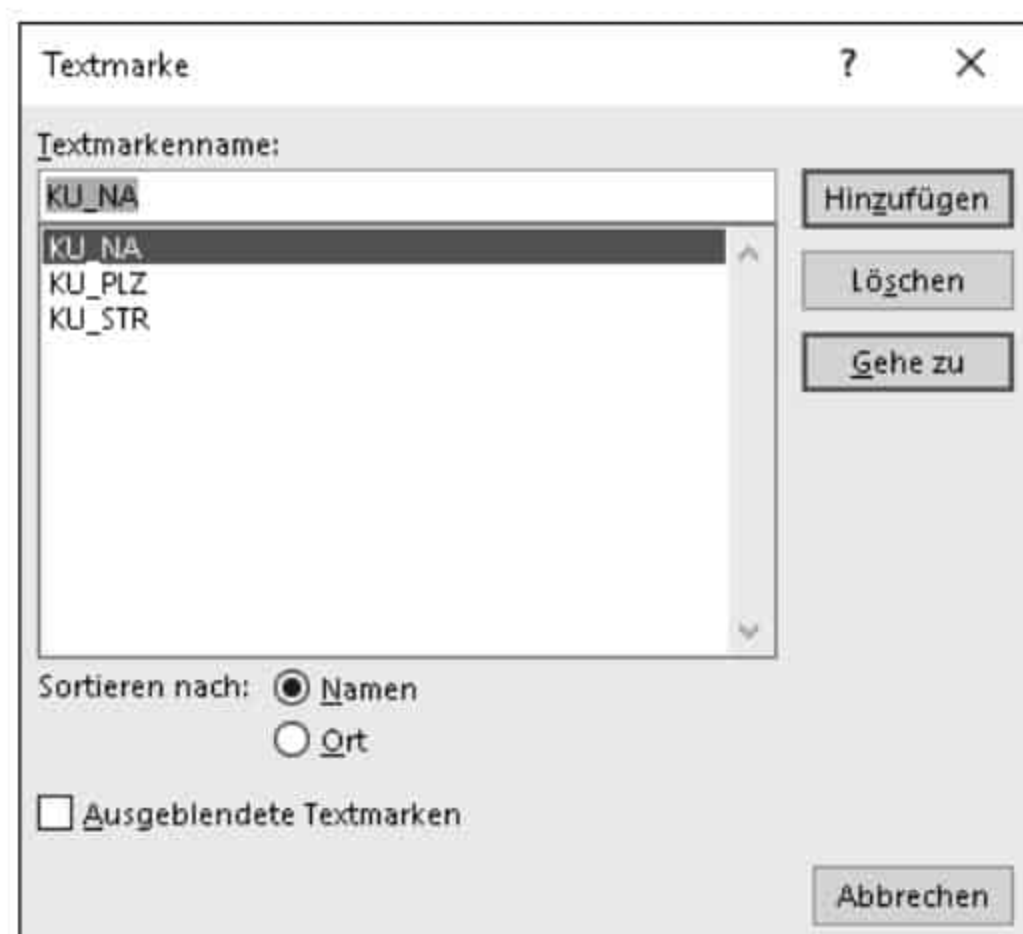 Textmarke ? ×
Textmarkenname:
KU_NA
Hinzufügen
KU_NA
KU_PLZ
KU_STR
Löschen
Gehe zu
Sortieren nach: Namen
Ort
Ausgeblendete Textmarken
Abbrechen